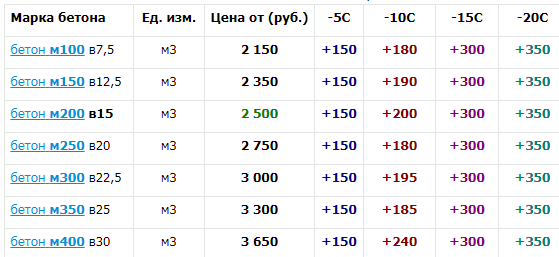 Марка бетона Ед. изм. Цена от (руб.) -5С -10С -15С -20С
бетон м100 в7,5 м3 2 150 +150 +180 +300 +350
бетон м150 в12,5 м3 2 350 +150 +190 +300 +350
бетон м200 в15 м3 2 500 +150 +200 +300 +350
бетон м250 в20 м3 2 750 +150 +180 +300 +350
бетон м300 в22,5 м3 3 000 +150 +195 +300 +350
бетон м350 в25 м3 3 300 +150 +185 +300 +350
бетон м400 в30 м3 3 650 +150 +240 +300 +350